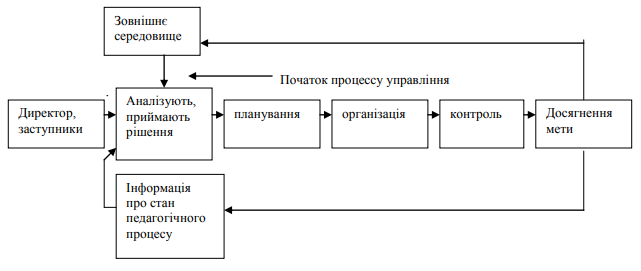 Зовнішнє
середовище
Початок процессу управління
Директор,
заступники
Аналізують,
приймають
рішення
планування
організація
контроль
Досягнення
мети
Інформація
про стан
педагогічного
процесу